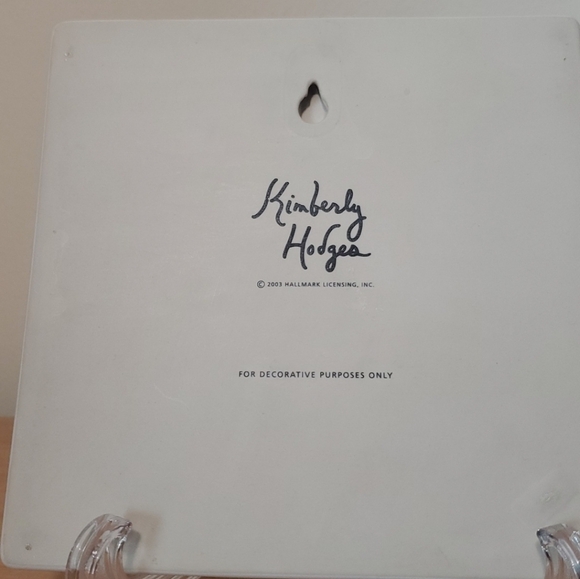 Kimberly
Hodges
© 2003 HALLMARK LICENSING, INC.
FOR DECORATIVE PURPOSES ONLY